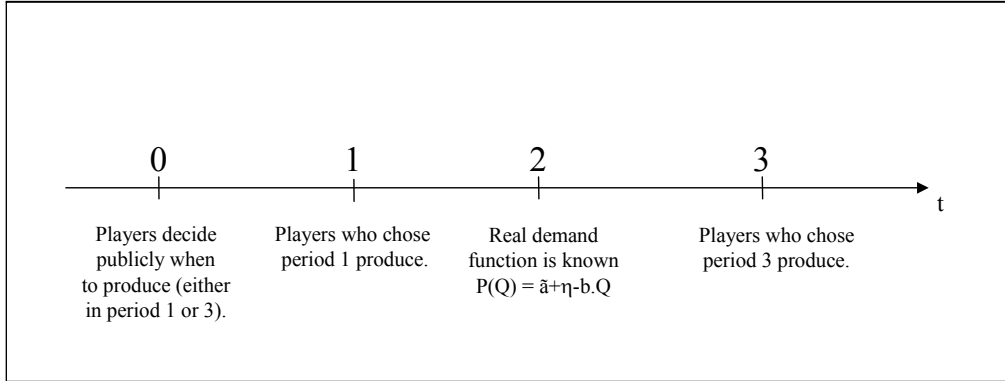 0
1
2
3
t
Players decide
publicly when
to produce (either
in period 1 or 3).
Players who chose
period 1 produce.
Real demand
function is known
P(Q) = ã+η-b.Q
Players who chose
period 3 produce.